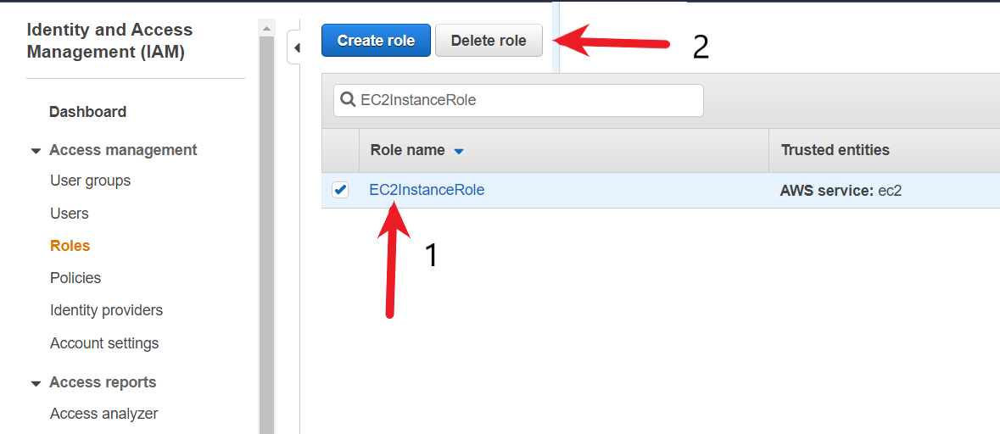 Identity and Access
Management (IAM)
Dashboard
Access management
User groups
Users
Roles
Policies
Identity providers
Account settings
Access reports
Access analyzer
Create role
Delete role
2
EC2InstanceRole
Role name
Trusted entities
EC2InstanceRole
AWS service: ec2
1